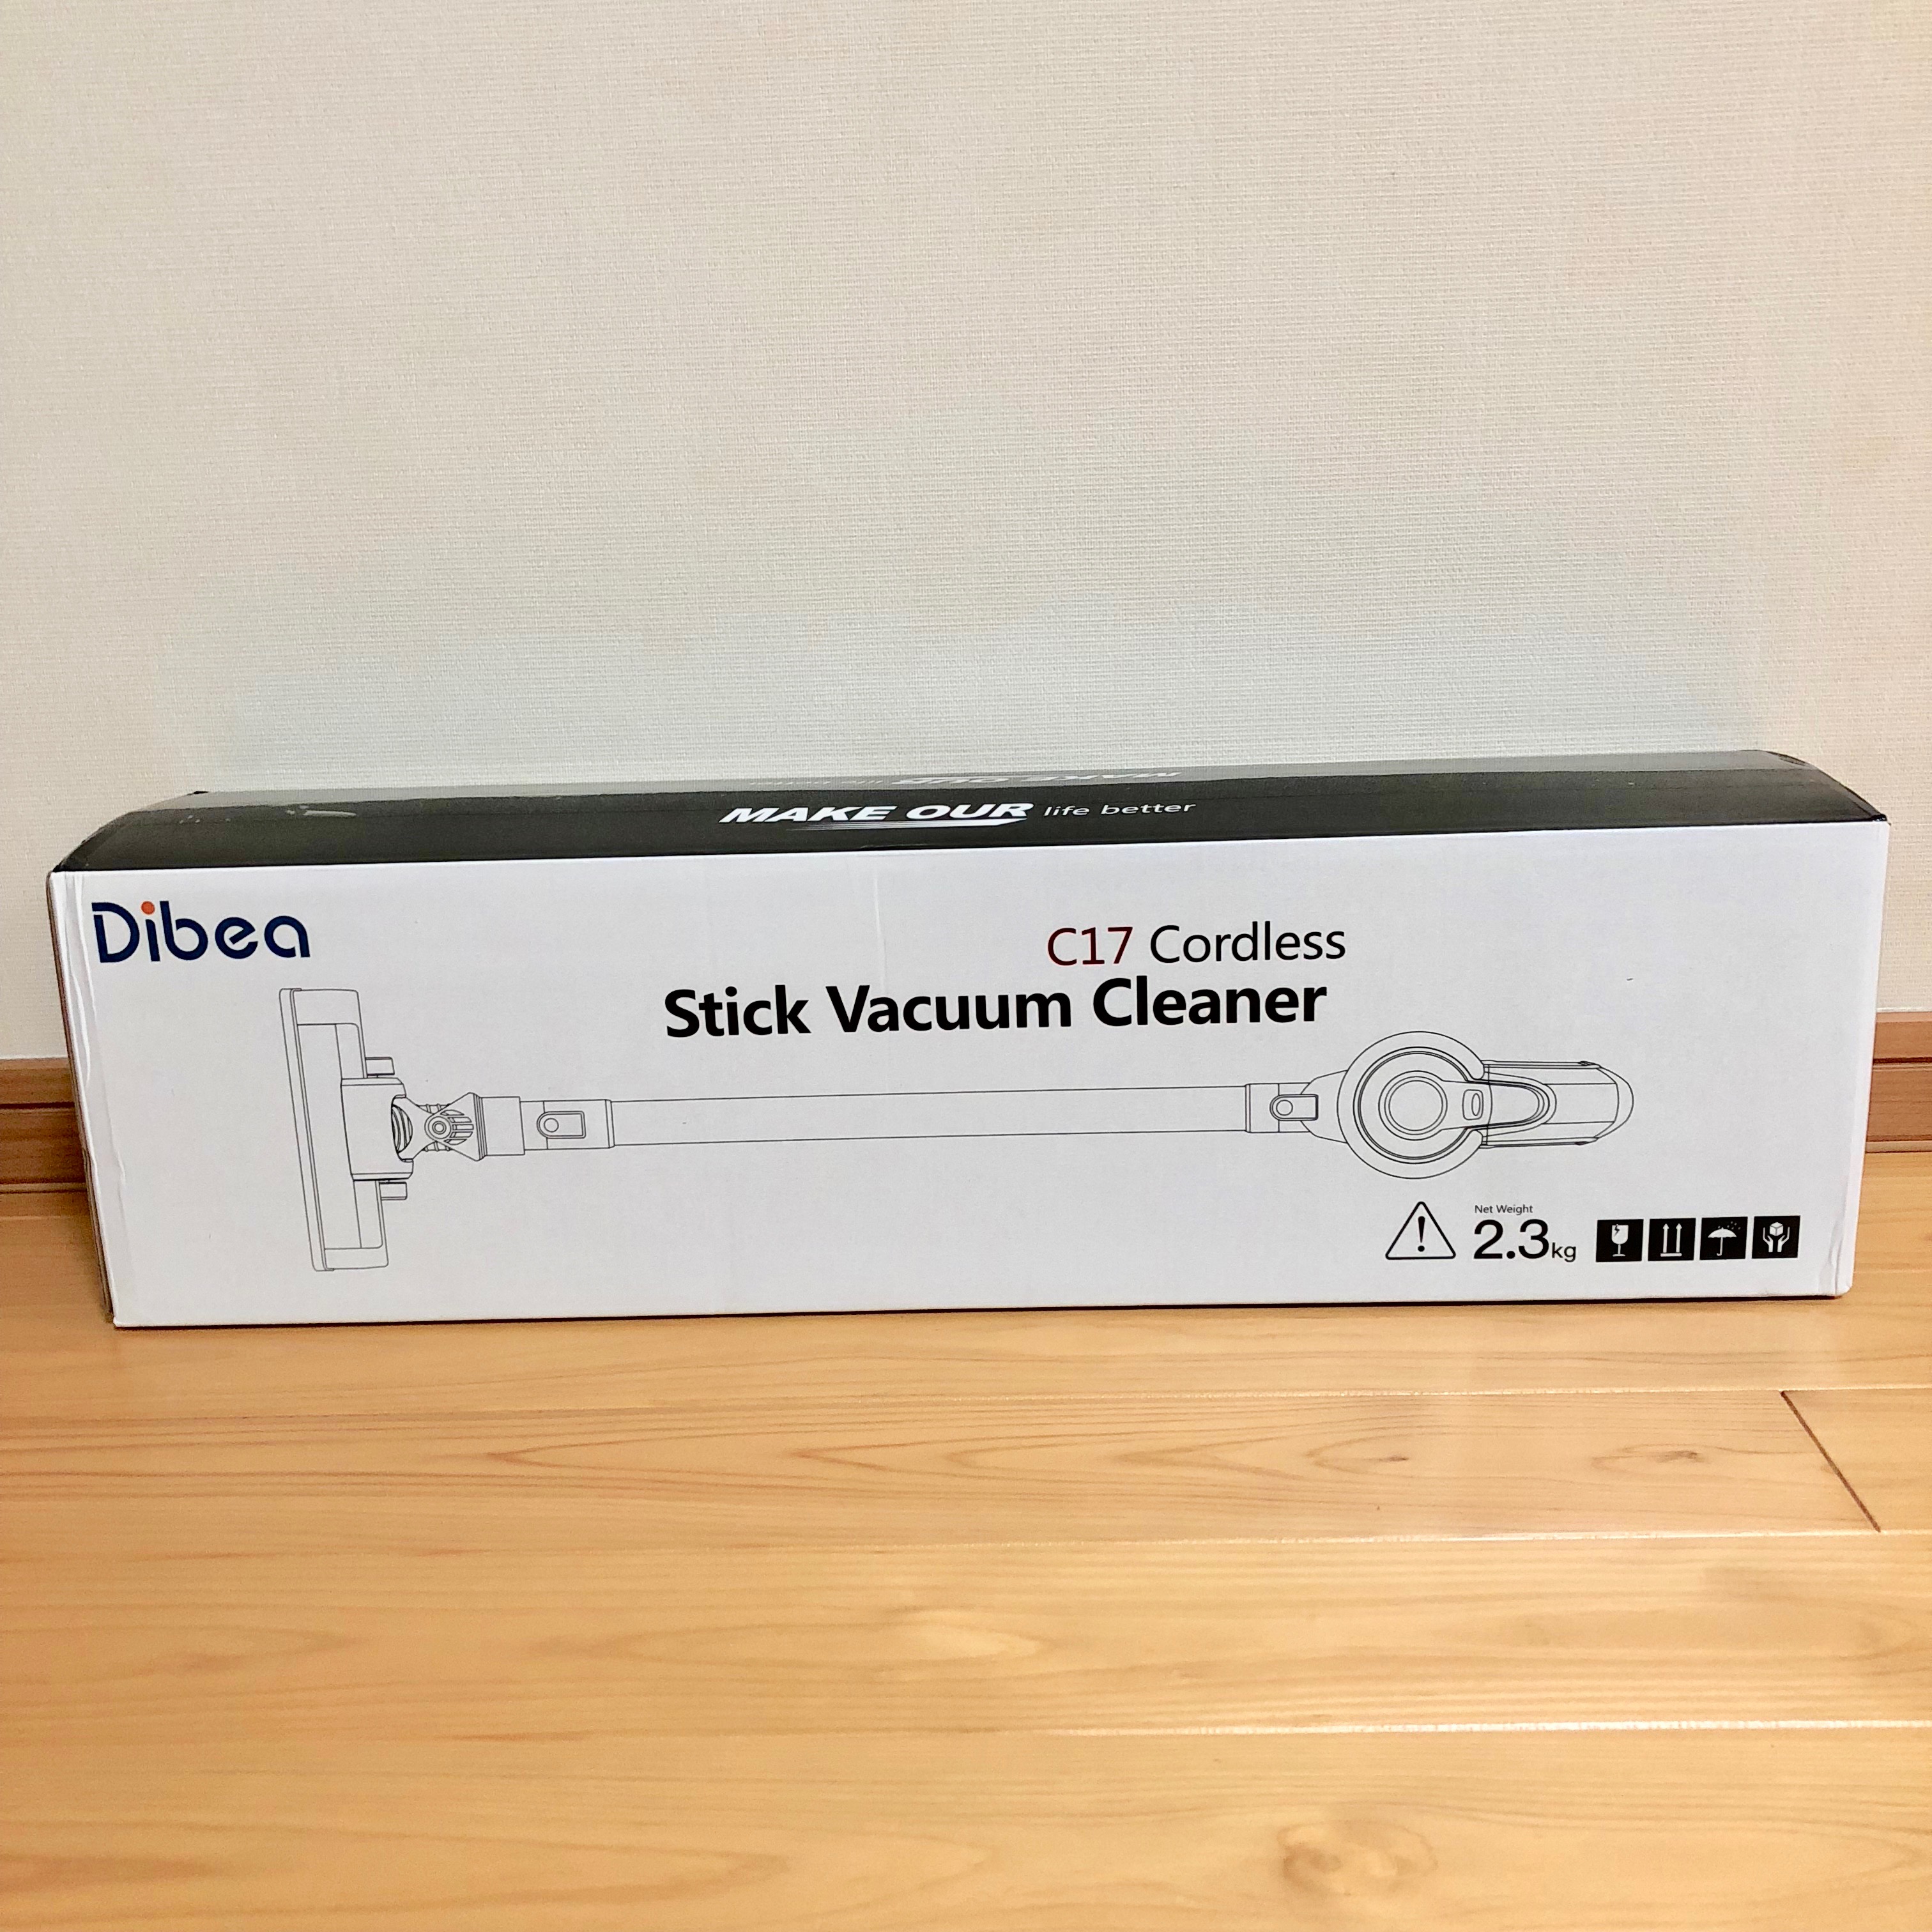 MAKE OUR life better
Dibea
C17 Cordless
Stick Vacuum Cleaner
Net Weight
2.3kg